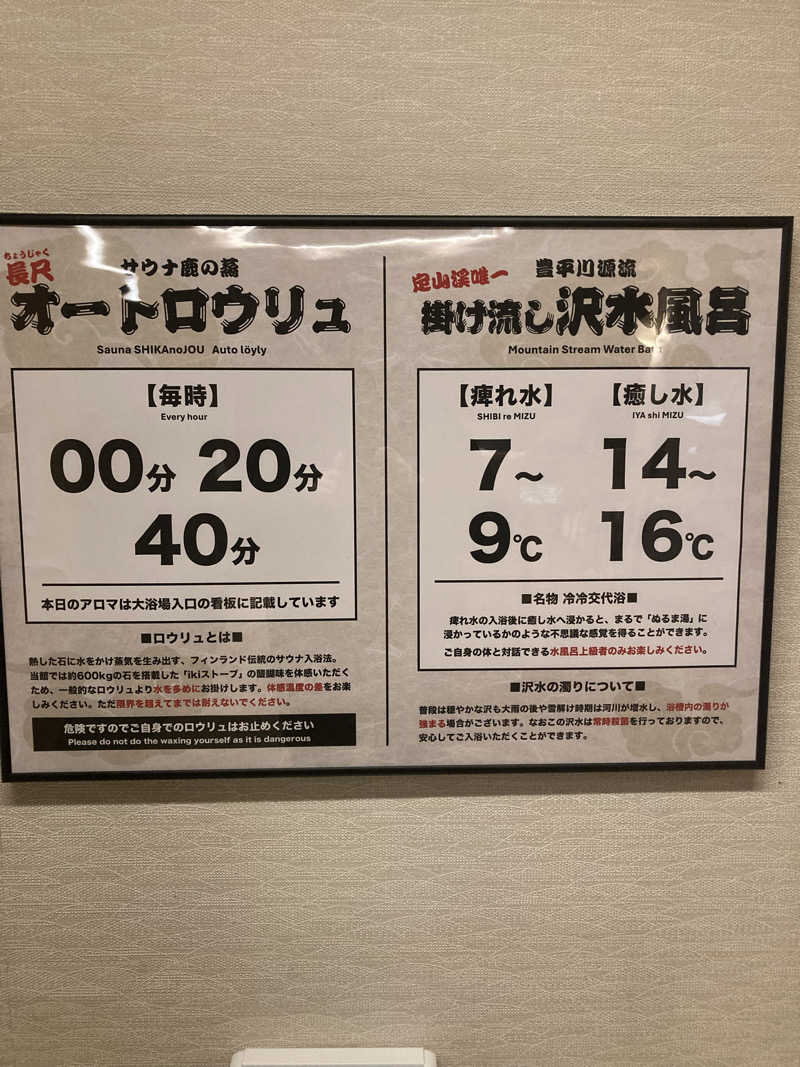 ちょうじゃく
長尺
サウナ鹿の蒸
オートロウリュ
Sauna SHIKAnoJOU Auto löyly
【毎時】
Every hour
00分 20分
40分
本日のアロマは大浴場入口の看板に記載しています
■ロウリュとは■
熱した石に水をかけ蒸気を生み出す、フィンランド伝統のサウナ入浴法。
当館では約600kgの石を搭載した「ikiストーブ」の醍醐味を体感いただく
ため、一般的なロウリュより水を多めにお掛けします。体感温度の差をお楽
しみください。ただ限界を超えてまでは耐えないでください。
危険ですのでご自身でのロウリュはお止めください
Please do not do the waxing yourself as it is dangerous
定山渓唯一
豊平川源流
掛け流し沢水風呂
Mountain Stream Water Bath
【痺れ水】 【癒し水】
SHIBI re MIZU IYA shi MIZU
7～ 14～
9℃ 16℃
■名物 冷冷交代浴■
痺れ水の入浴後に癒し水へ浸かると、まるで「ぬるま湯」に
浸かっているかのような不思議な感覚を得ることができます。
ご自身の体と対話できる水風呂上級者のみお楽しみください。
■沢水の濁りについて■
普段は穏やかな沢も大雨の後や雪解け時期は河川が増水し、浴槽内の濁りが
強まる場合がございます。なおこの沢水は常時殺菌を行っておりますので、
安心してご入浴いただくことができます。